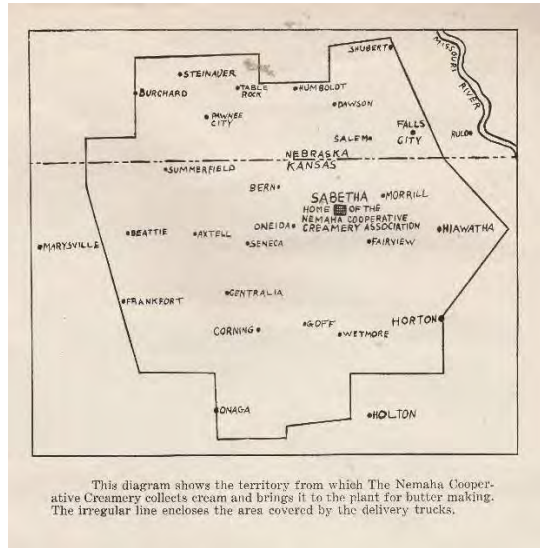 SHUBERT
MISSOURI
RIVER
STEINAUER
TABLE
ROCK
HUMBOLDT
BURCHARD
DAWSON
PAWNEE
CITY
FALLS
CITY
SALEM
RULO
NEBRASKA
KANSAS
SUMMERFIELD
BERN
SABETHA
MORRILL
HOME OF THE
NEMAHA COOPERATIVE
CREAMERY ASSOCIATION
ONEIDA
BEATTIE
AXTELL
HIAWATHA
MARYSVILLE
SENECA
FAIRVIEW
CENTRALIA
FRANKFORT
HORTON
CORNING
GOFF
WETMORE
ONAGA
HOLTON
This diagram shows the territory from which The Nemaha Cooper-
ative Creamery collects cream and brings it to the plant for butter making.
The irregular line encloses the area covered by the delivery trucks.